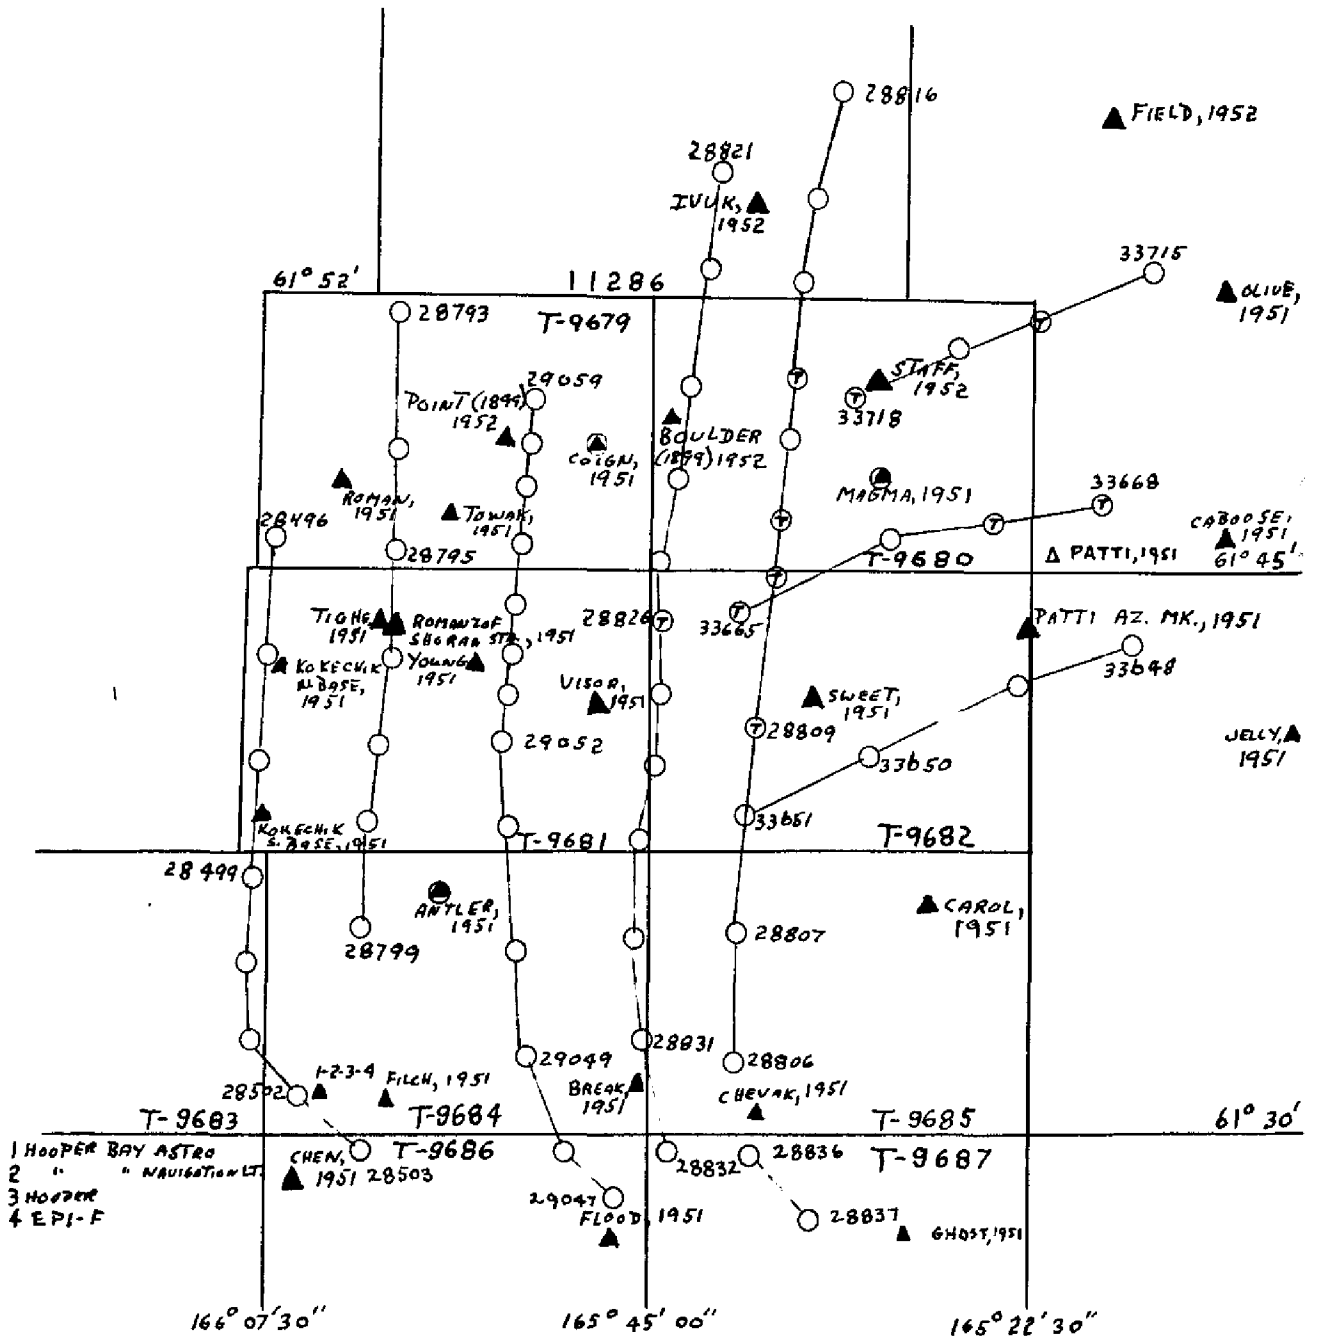 28816
FIELD, 1952
28821
IVUK,
1952
33715
61° 52'
11286
OLIVE,
1951
28793
T-9679
STAFF,
1952
29059
POINT (1899)
1952
33718
BOULDER
(1899) 1952
COIGN,
1951
MAGMA, 1951
33668
ROMAN,
1951
TOWAK,
1951
CABOOSE,
1951
28496
28795
T-9680
PATTI, 1951
61° 45'
TIGHE,
1951
ROMANZOF
SHORAN STA., 1951
28826
33665
PATTI AZ. MK., 1951
KOKECHIK
N. BASE,
1951
YOUNG
1951
33648
VISOR,
1951
SWEET,
1951
28809
29052
33650
JELLY,
1951
33651
KOKECHIK
S. BASE, 1951
T-9681
T-9682
28499
ANTLER,
1951
CAROL,
1951
28799
28807
29049
28831
28806
1-2-3-4
FILCH, 1951
28502
BREAK,
1951
CHEVAK, 1951
T-9683
T-9684
T-9685
61° 30'
1 HOOPER BAY ASTRO
2 " " NAVIGATION LT.
3 HOOPER
4 EPI-F
CHEN,
1951
28503
T-9686
28832
28836
T-9687
29047
FLOOD, 1951
28837
GHOST, 1951
166° 07' 30"
165° 45' 00"
165° 22' 30"